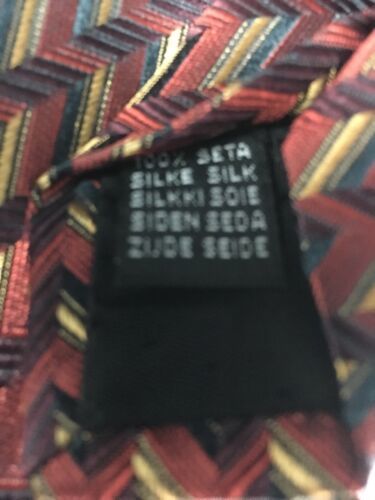 100% SETA
SILKE SILK
SILKKI SOIE
SIDEN SEDA
ZIJDE SEIDE